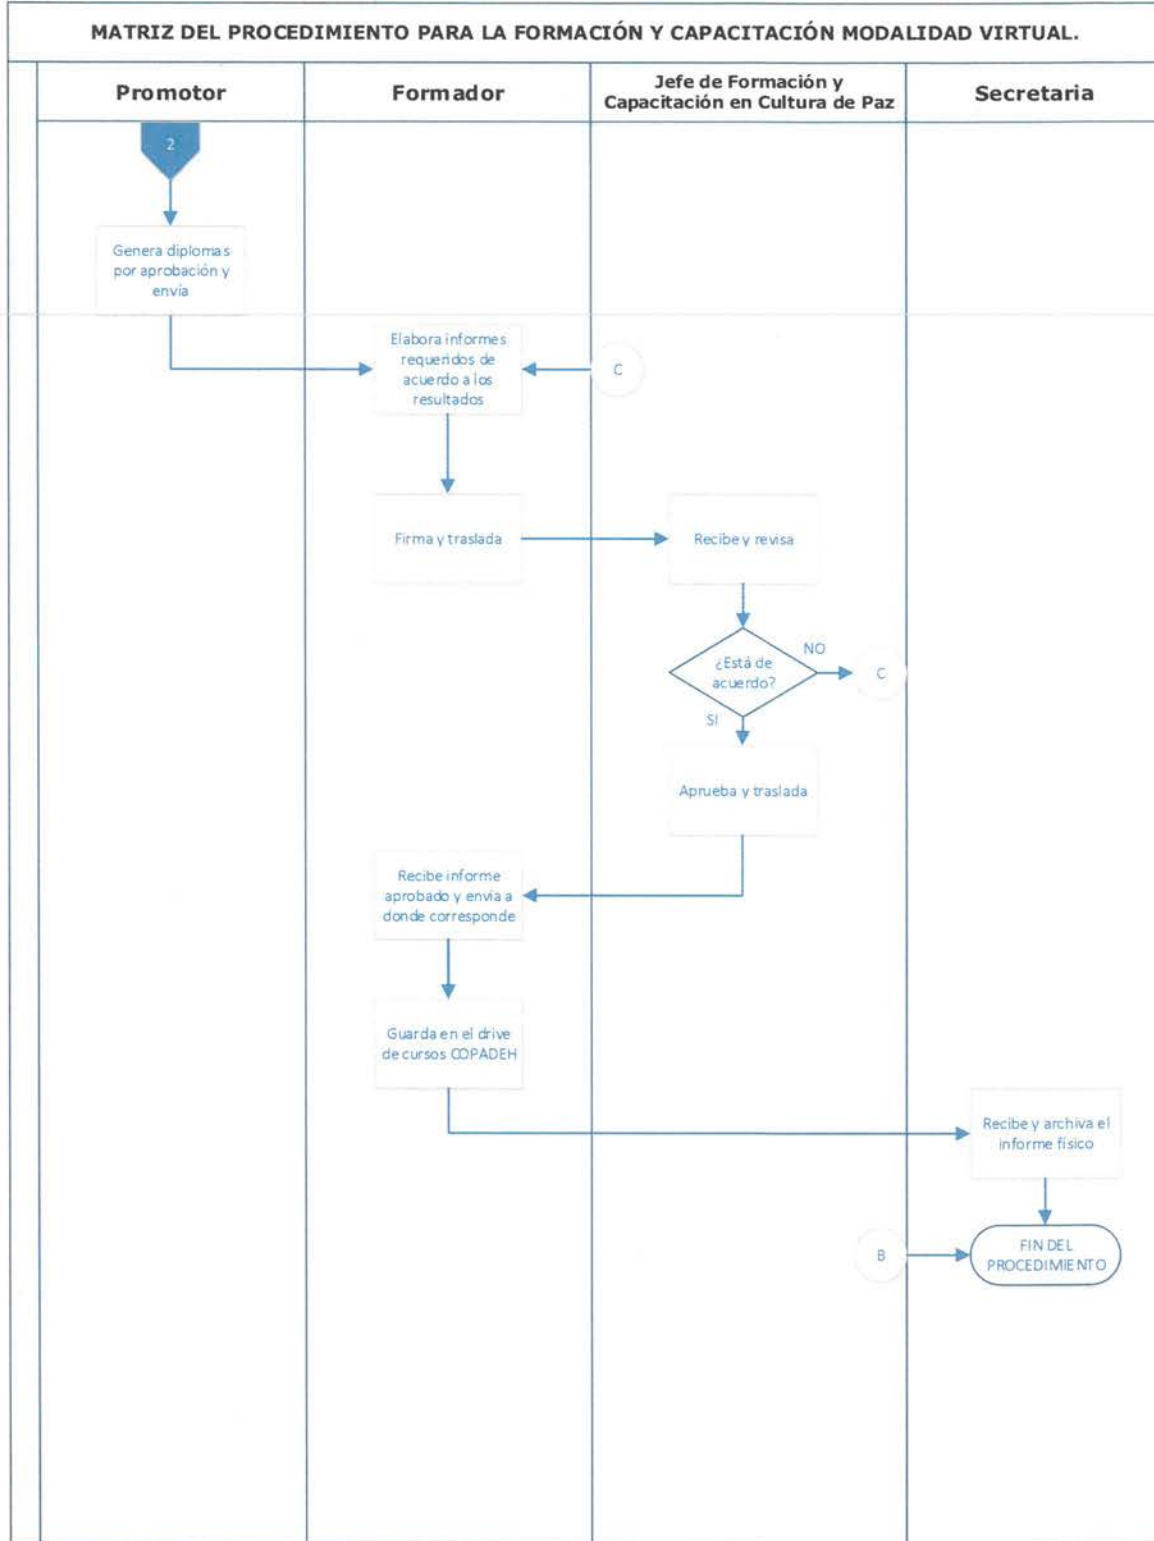 MATRIZ DEL PROCEDIMIENTO PARA LA FORMACIÓN Y CAPACITACIÓN MODALIDAD VIRTUAL.
Promotor
Formador
Jefe de Formación y
Capacitación en Cultura de Paz
Secretaria
2
Genera diplomas
por aprobación y
envía
Elabora informes
requeridos de
acuerdo a los
resultados
C
Firma y traslada
Recibe y revisa
¿Está de
acuerdo?
NO
C
SI
Aprueba y traslada
Recibe informe
aprobado y envía a
donde corresponde
Guarda en el drive
de cursos COPADEH
Recibe y archiva el
informe físico
B
FIN DEL
PROCEDIMIENTO